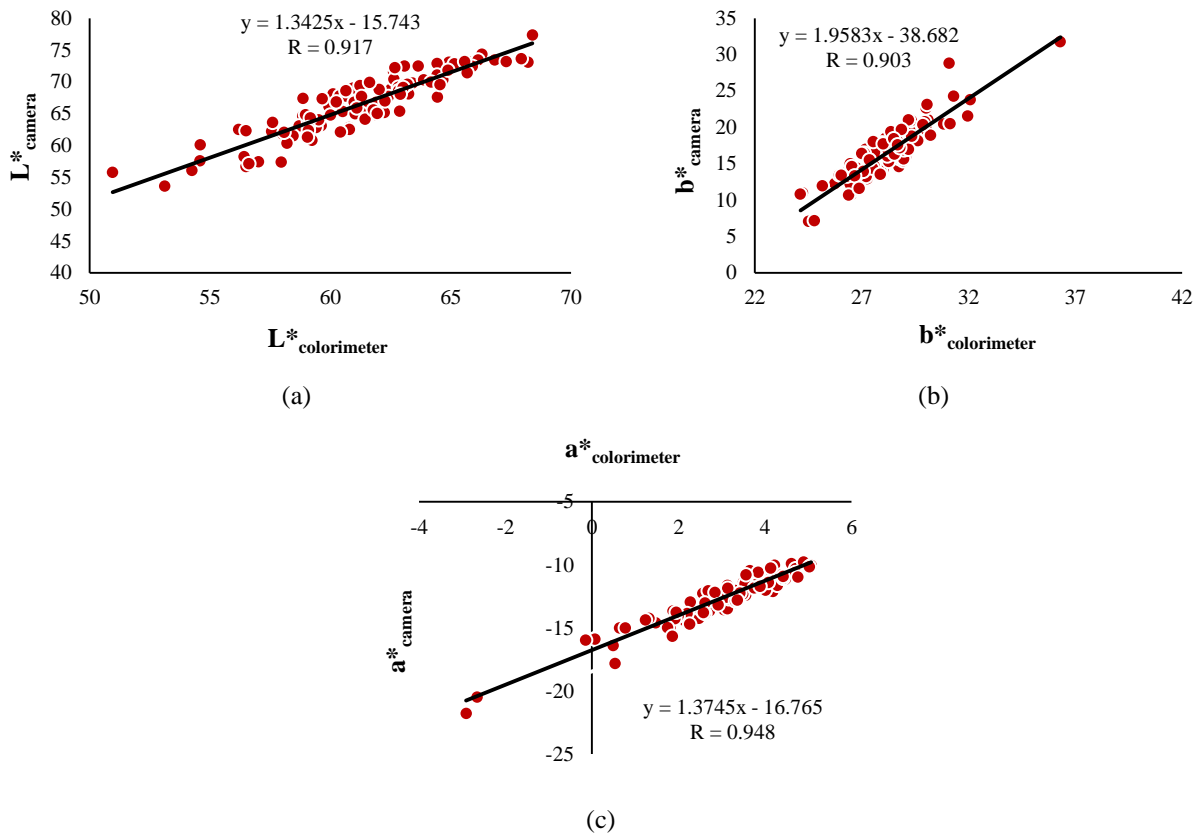 y = 1.3425x - 15.743
R = 0.917
80
75
70
65
60
55
50
45
40
50 55 60 65 70
L*camera
L*colorimeter
(a)
y = 1.9583x - 38.682
R = 0.903
35
30
25
20
15
10
5
0
22 27 32 37 42
b*camera
b*colorimeter
(b)
a*colorimeter
-5
-4 -2 0 2 4 6
-10
-15
-20
-25
a*camera
y = 1.3745x - 16.765
R = 0.948
(c)